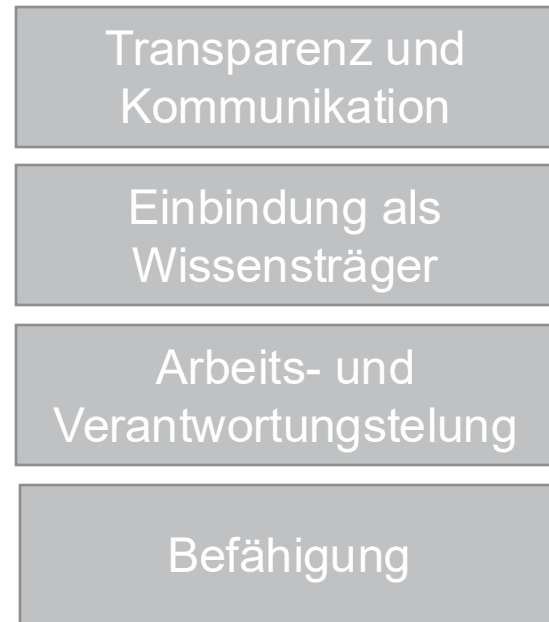 Transparenz und
Kommunikation
Einbindung als
Wissensträger
Arbeits- und
Verantwortungstelung
Befähigung